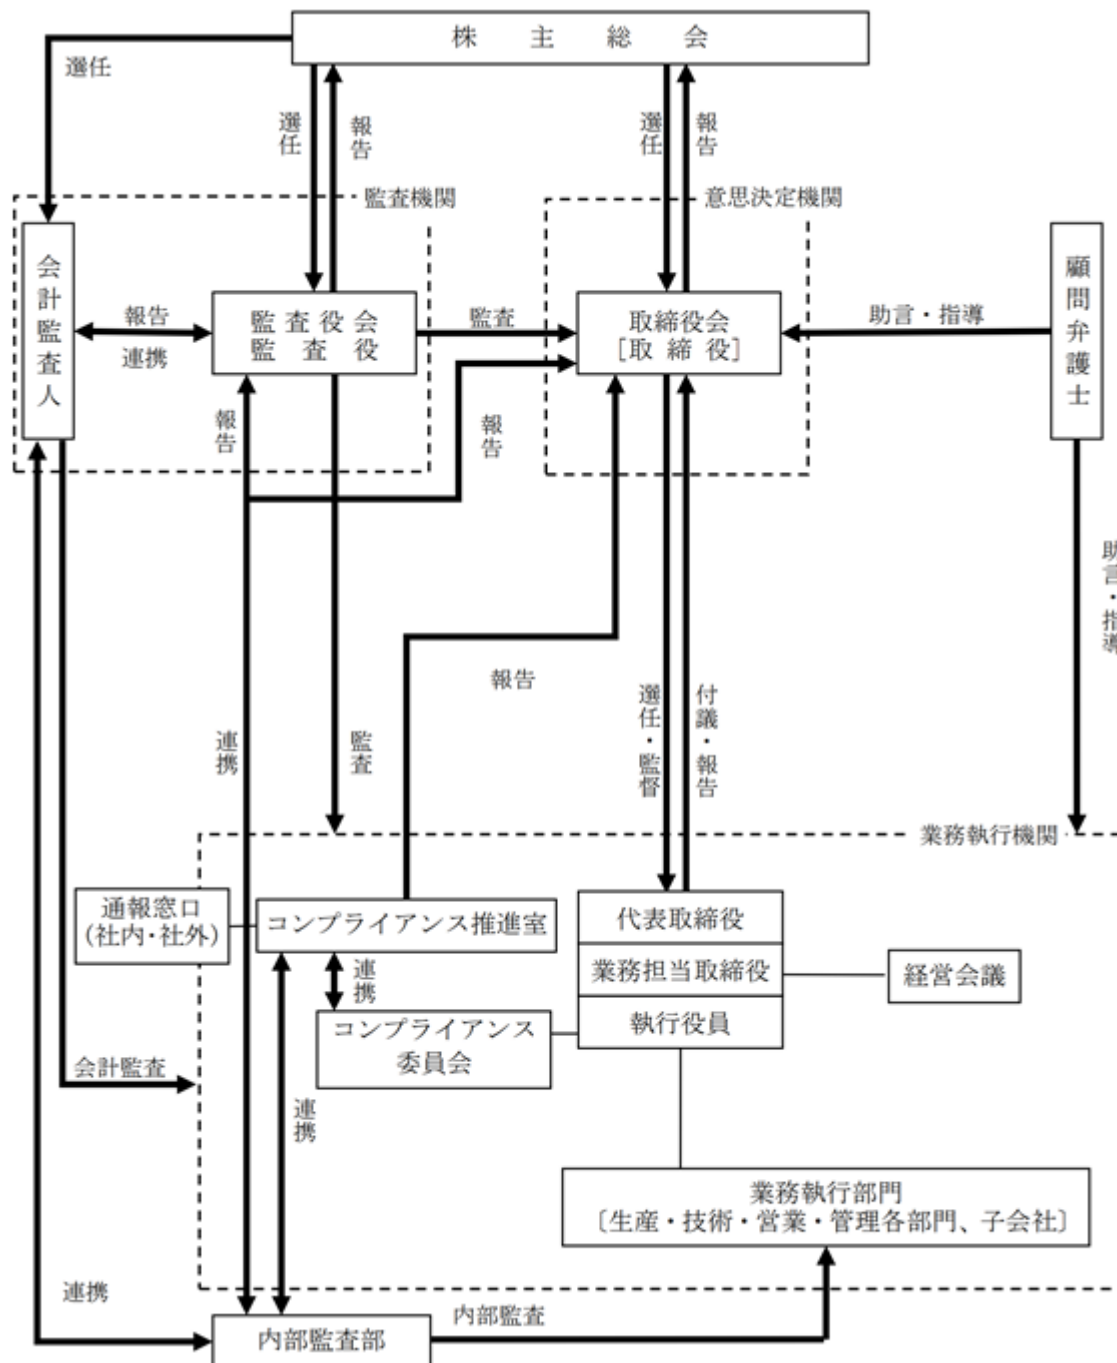 株主総会
選任
選任
報告
選任
報告
監査機関
意思決定機関
会計監査人
報告
連携
監査役会
監査役
監査
取締役会
[取締役]
助言・指導
顧問弁護士
報告
報告
助言・指導
報告
連携
監査
選任・監督
付議・報告
業務執行機関
通報窓口
(社内・社外)
コンプライアンス推進室
代表取締役
業務担当取締役
執行役員
経営会議
連携
コンプライアンス
委員会
会計監査
連携
業務執行部門
〔生産・技術・営業・管理各部門、子会社〕
連携
内部監査部
内部監査